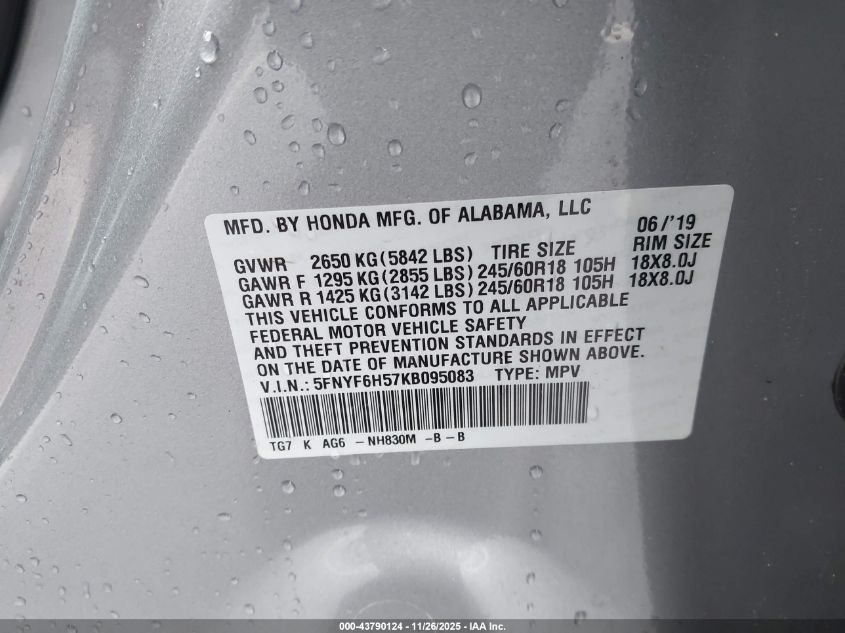 MFD. BY HONDA MFG. OF ALABAMA, LLC 06/'19
GVWR 2650 KG(5842 LBS) TIRE SIZE RIM SIZE
GAWR F 1295 KG(2855 LBS) 245/60R18 105H 18X8.0J
GAWR R 1425 KG(3142 LBS) 245/60R18 105H 18X8.0J
THIS VEHICLE CONFORMS TO ALL APPLICABLE
FEDERAL MOTOR VEHICLE SAFETY
AND THEFT PREVENTION STANDARDS IN EFFECT
ON THE DATE OF MANUFACTURE SHOWN ABOVE.
V.I.N.: 5FNYF6H57KB095083 TYPE: MPV
TG7 K AG6 -NH830M -B-B
000-43790124 - 11/26/2025 - IAA Inc.